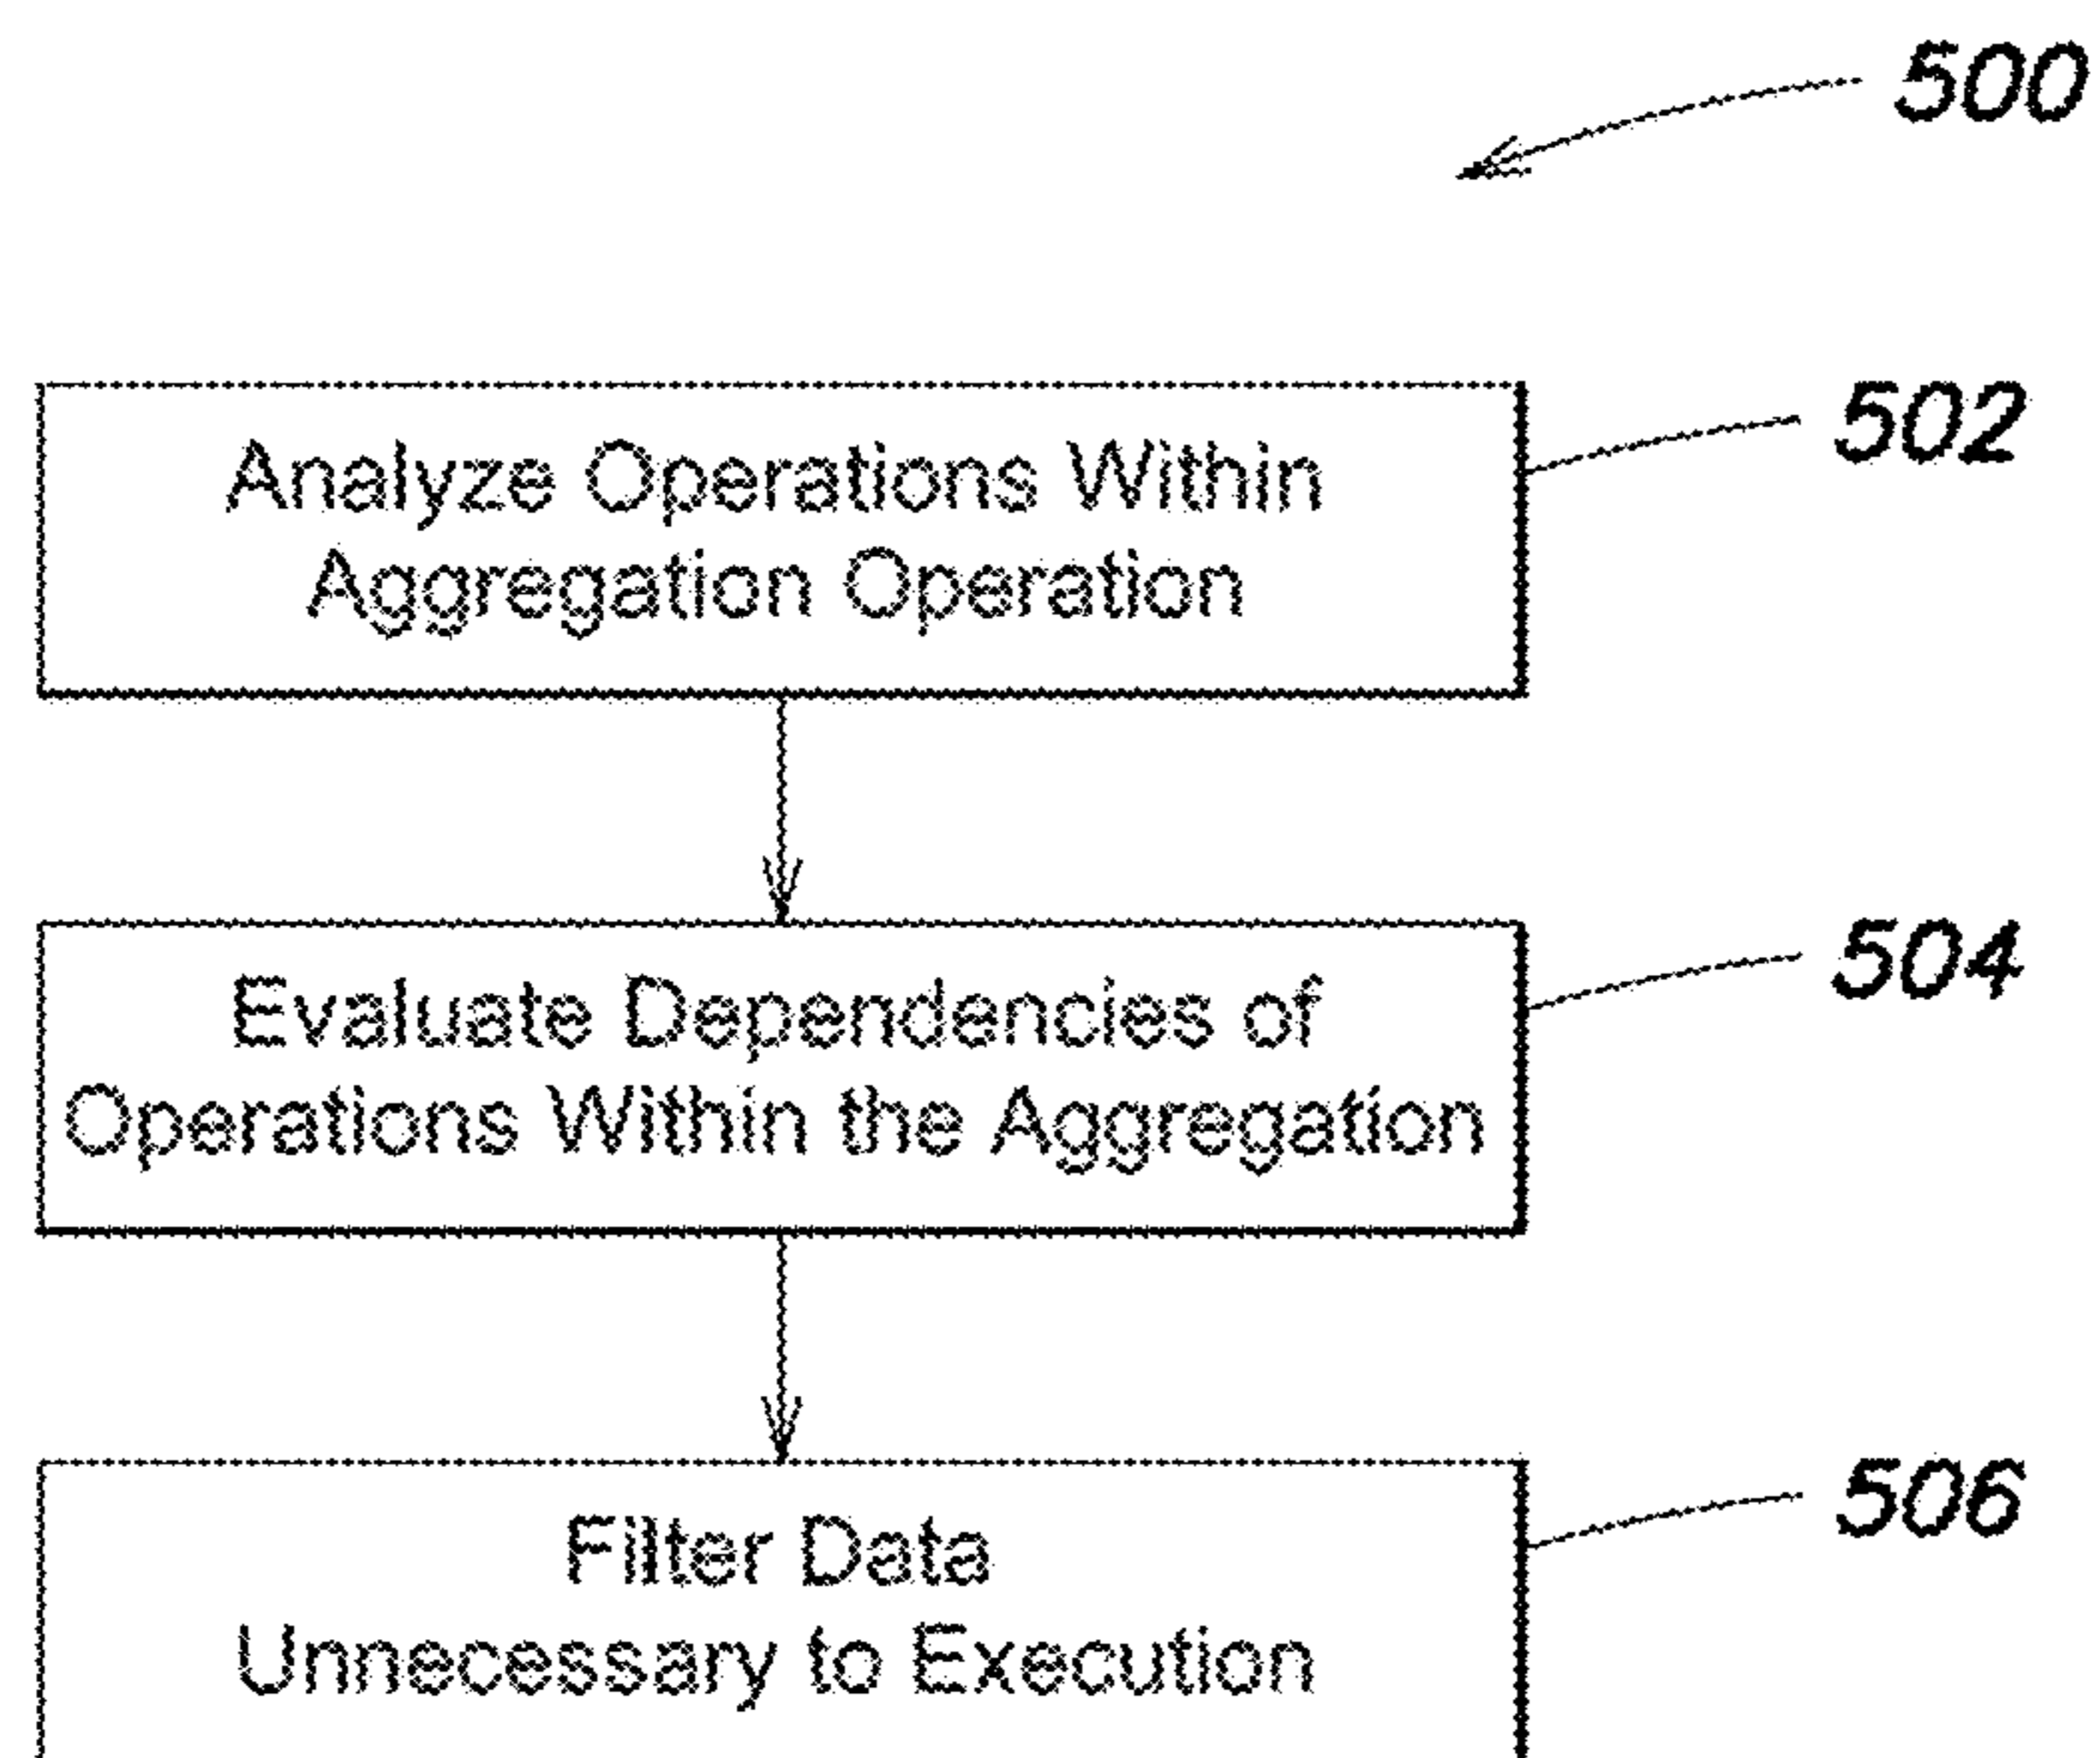 500
502
Analyze Operations Within
Aggregation Operation
504
Evaluate Dependencies of
Operations Within the Aggregation
506
Filter Data
Unnecessary to Execution